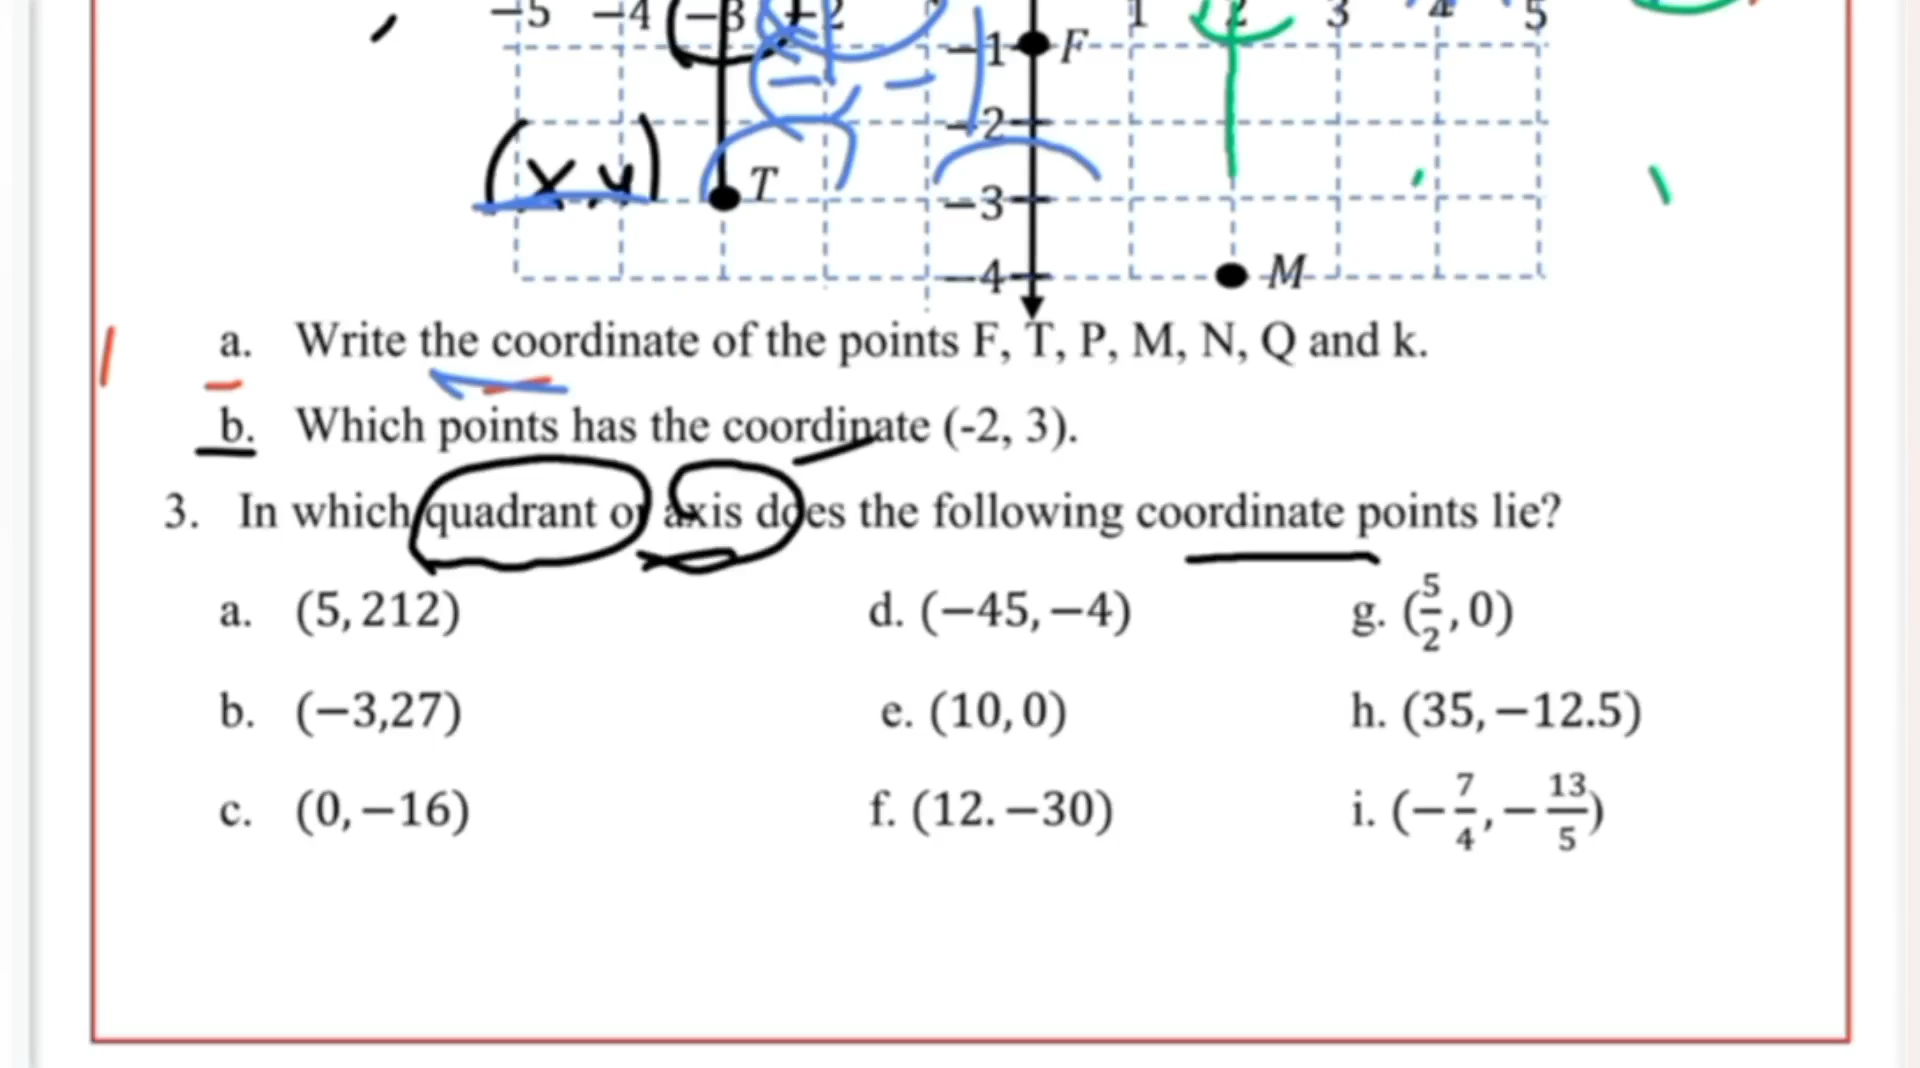 −5 −4 −3 −2 1 2 3 4 5
−1 F
−2
(x, y) T
−3
−4 M
a. Write the coordinate of the points F, T, P, M, N, Q and k.
b. Which points has the coordinate (-2, 3).
3. In which quadrant or axis does the following coordinate points lie?
a. (5, 212) d. (−45, −4) g. (5/2, 0)
b. (−3,27) e. (10, 0) h. (35, −12.5)
c. (0, −16) f. (12. −30) i. (−7/4, −13/5)